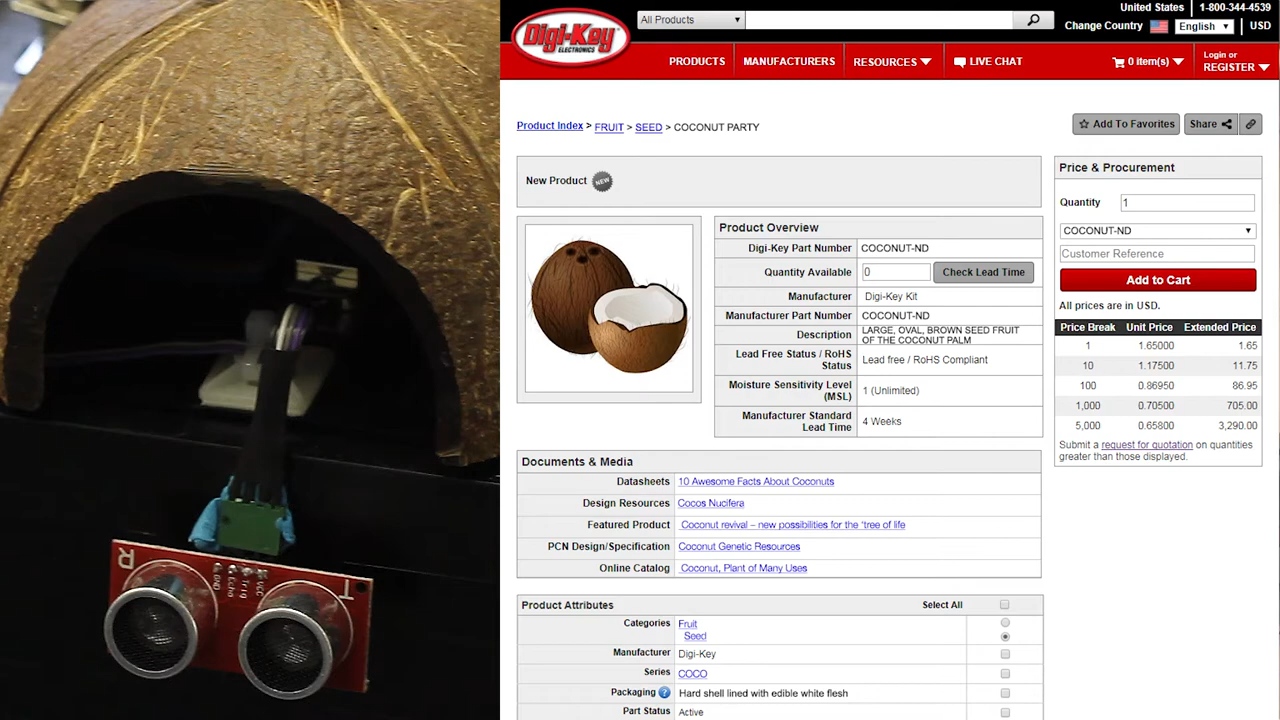 R
T
GND
Echo
Trig
VCC
Digi-Key
ELECTRONICS
All Products
United States | 1-800-344-4539
Change Country English | USD
PRODUCTS
MANUFACTURERS
RESOURCES
LIVE CHAT
0 item(s)
Login or
REGISTER
Product Index > FRUIT > SEED > COCONUT PARTY
Add To Favorites
Share
New Product NEW
Product Overview
Digi-Key Part Number COCONUT-ND
Quantity Available 0 Check Lead Time
Manufacturer Digi-Key Kit
Manufacturer Part Number COCONUT-ND
Description LARGE, OVAL, BROWN SEED FRUIT
OF THE COCONUT PALM
Lead Free Status / RoHS
Status Lead free / RoHS Compliant
Moisture Sensitivity Level
(MSL) 1 (Unlimited)
Manufacturer Standard
Lead Time 4 Weeks
Price & Procurement
Quantity 1
COCONUT-ND
Customer Reference
Add to Cart
All prices are in USD.
Price Break Unit Price Extended Price
1 1.65000 1.65
10 1.17500 11.75
100 0.86950 86.95
1,000 0.70500 705.00
5,000 0.65800 3,290.00
Submit a request for quotation on quantities
greater than those displayed.
Documents & Media
Datasheets 10 Awesome Facts About Coconuts
Design Resources Cocos Nucifera
Featured Product Coconut revival – new possibilities for the 'tree of life
PCN Design/Specification Coconut Genetic Resources
Online Catalog Coconut, Plant of Many Uses
Product Attributes Select All
Categories Fruit
Seed
Manufacturer Digi-Key
Series COCO
Packaging ? Hard shell lined with edible white flesh
Part Status Active